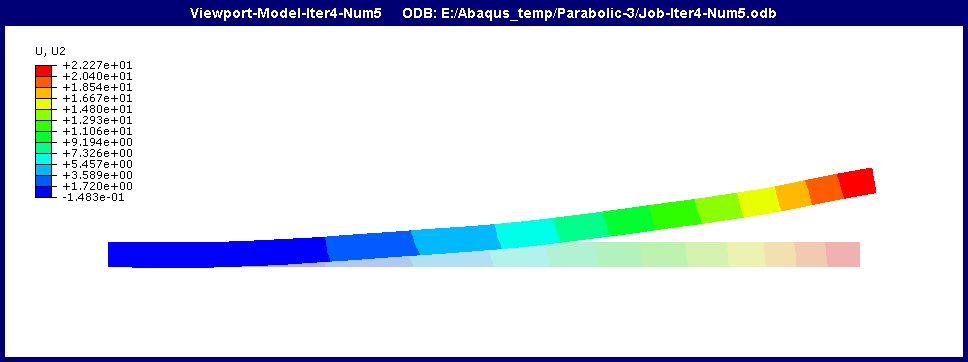 Viewport-Model-Iter4-Num5 ODB: E:/Abaqus_temp/Parabolic-3/Job-Iter4-Num5.odb
U, U2
+2.227e+01
+2.040e+01
+1.854e+01
+1.667e+01
+1.480e+01
+1.293e+01
+1.106e+01
+9.194e+00
+7.326e+00
+5.457e+00
+3.589e+00
+1.720e+00
-1.483e-01